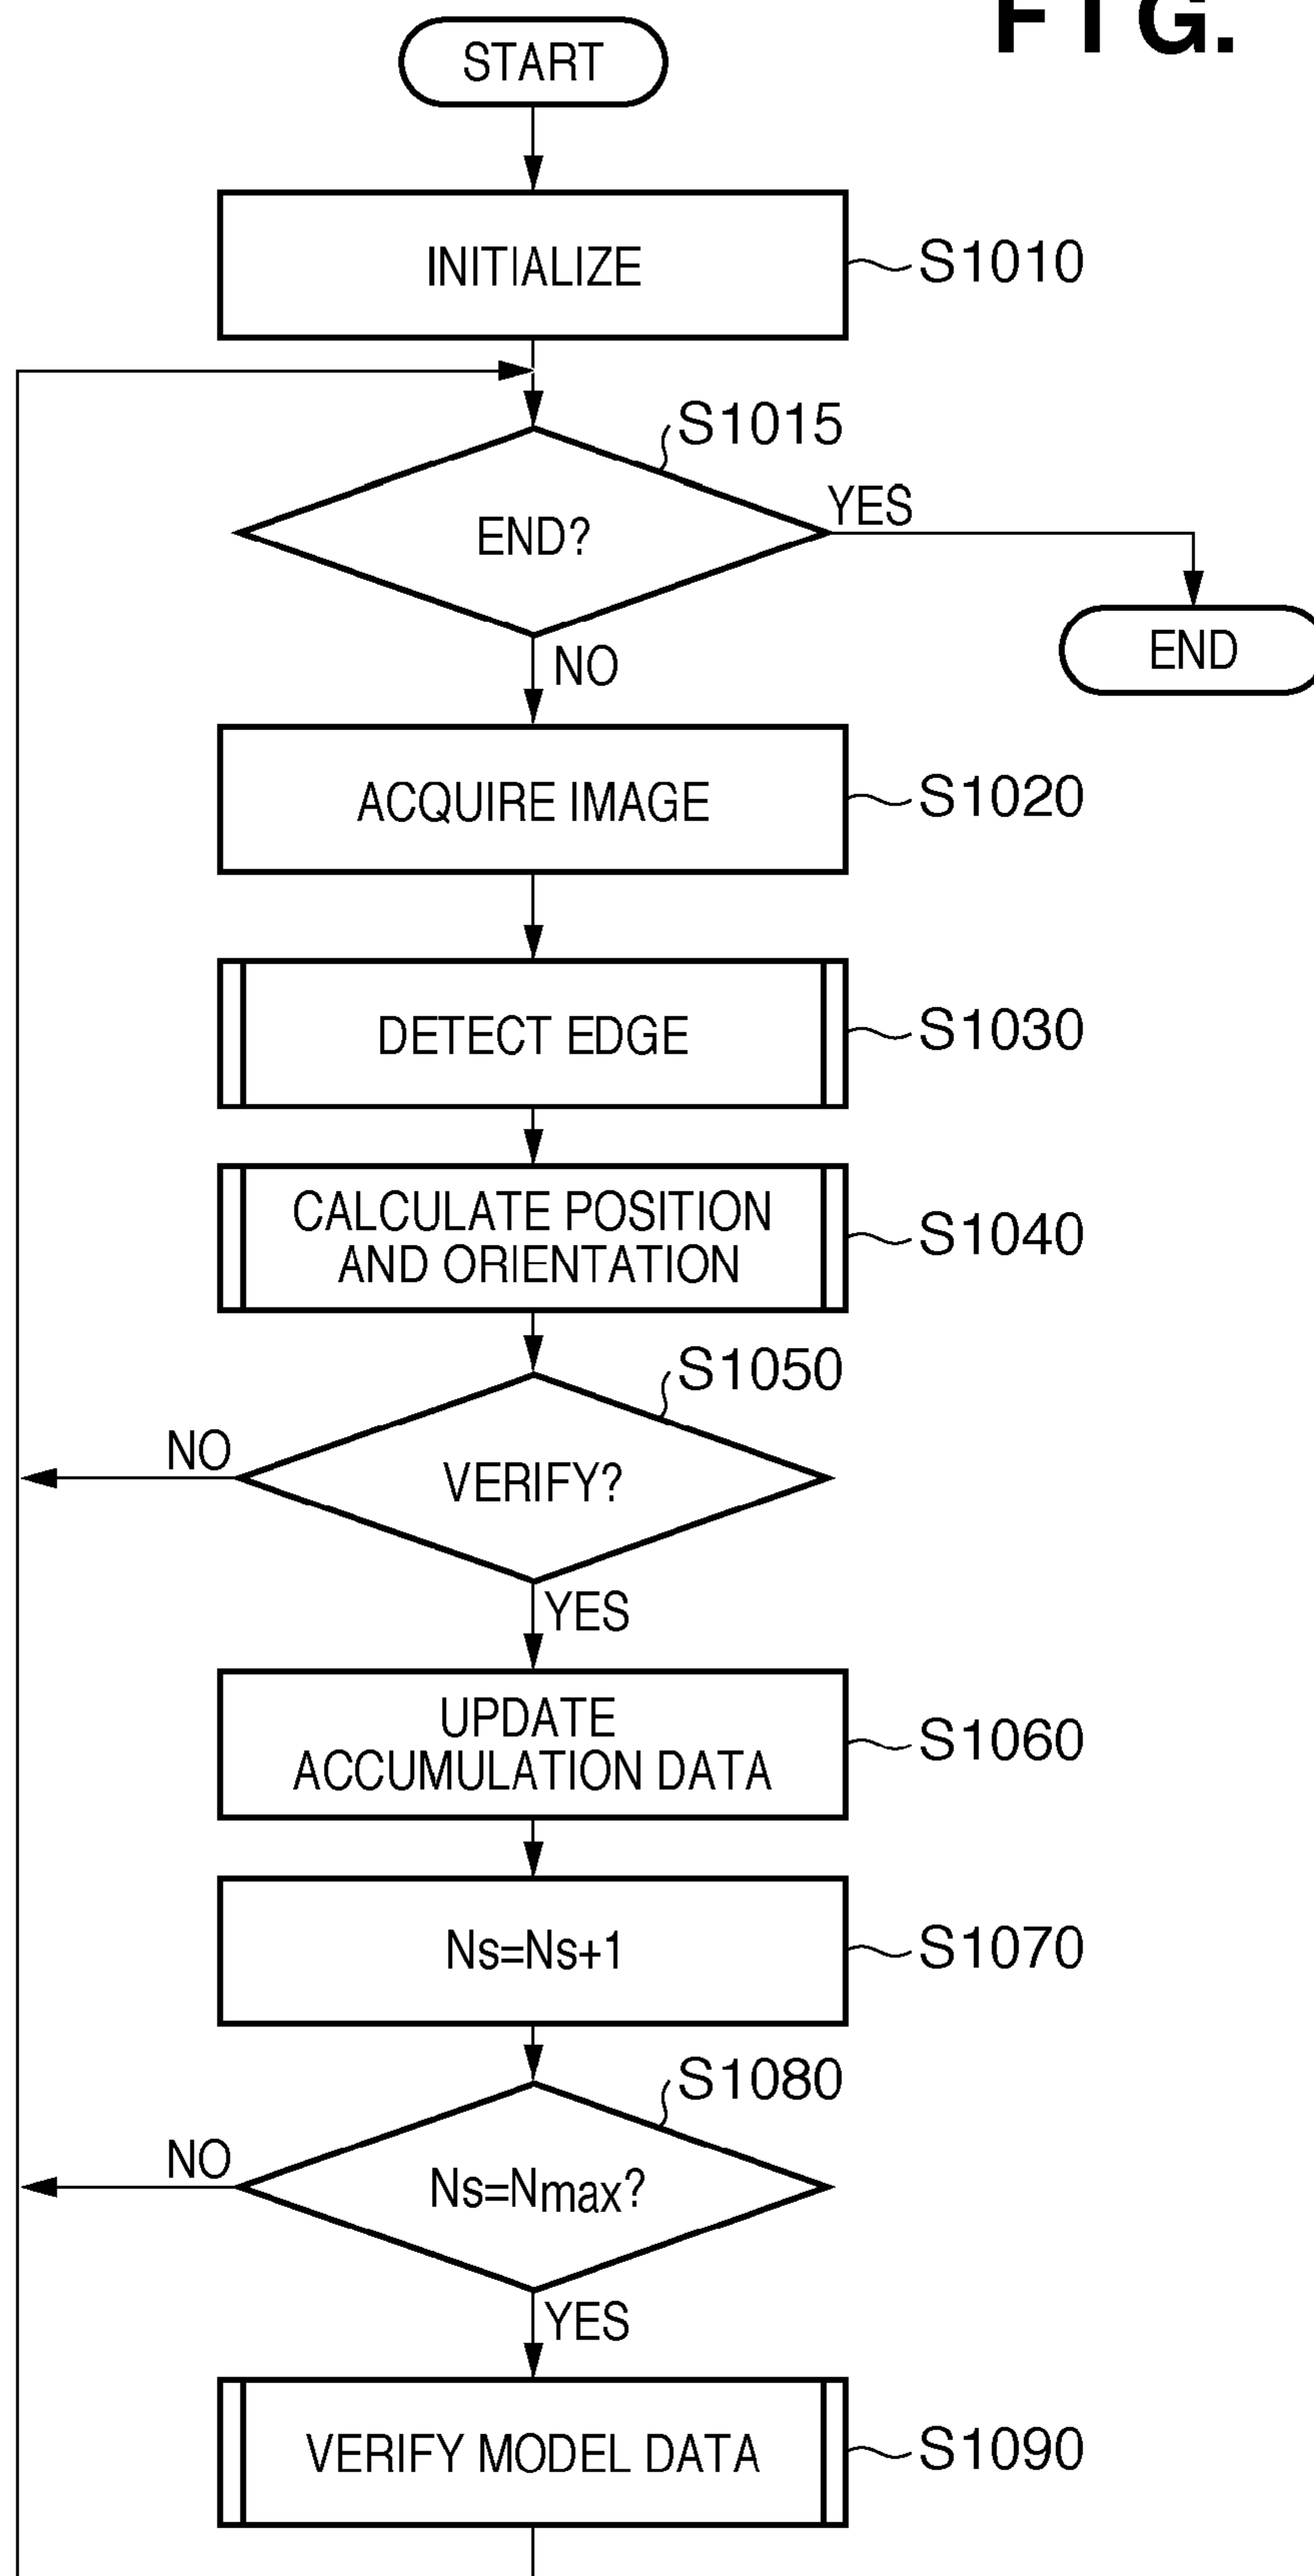 FIG.
START
INITIALIZE
S1010
S1015
END?
YES
NO
END
ACQUIRE IMAGE
S1020
DETECT EDGE
S1030
CALCULATE POSITION
AND ORIENTATION
S1040
S1050
NO
VERIFY?
YES
UPDATE
ACCUMULATION DATA
S1060
Ns=Ns+1
S1070
S1080
NO
Ns=Nmax?
YES
VERIFY MODEL DATA
S1090